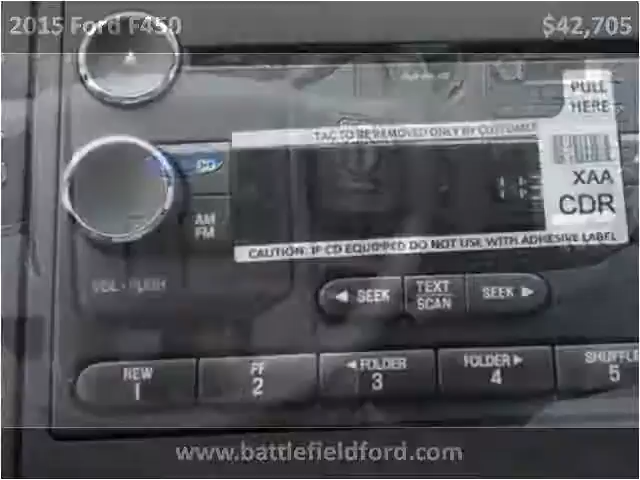 2015 Ford F450
$42,705
PULL
HERE
TAG TO BE REMOVED ONLY BY CUSTOMER
XAA
CDR
CD
AM
FM
CAUTION: IF CD EQUIPPED DO NOT USE WITH ADHESIVE LABEL
VOL - PUSH
◄ SEEK
TEXT
SCAN
SEEK ►
REW
1
FF
2
◄ FOLDER
3
FOLDER ►
4
SHUFFLE
5
www.battlefieldford.com